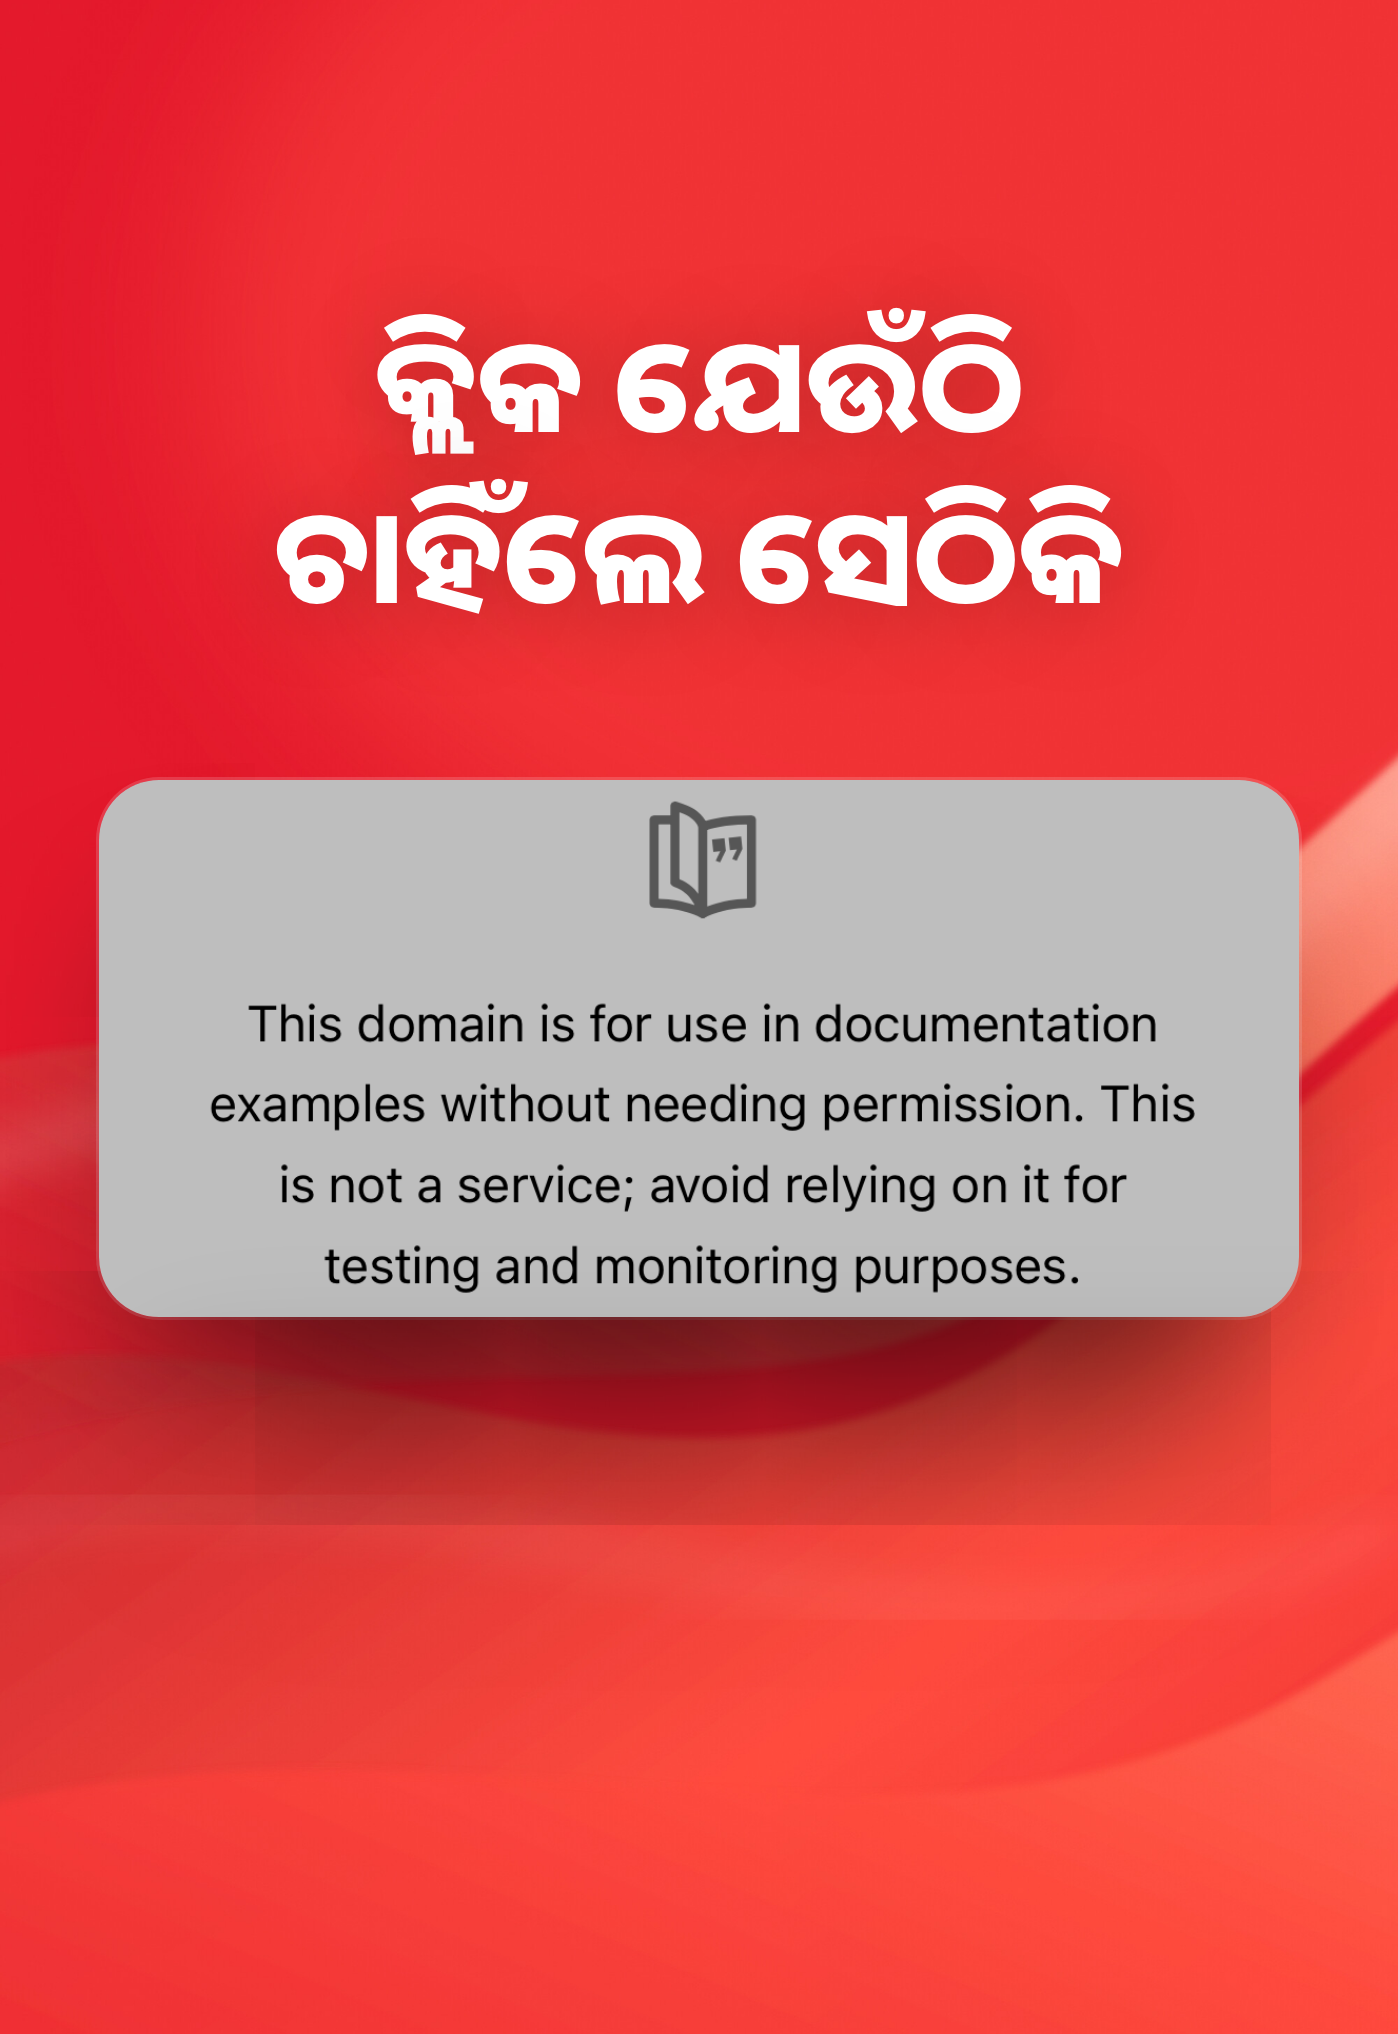 କ୍ଲିକ ଯେଉଁଠି
ଚାହିଁଲେ ସେଠିକି
This domain is for use in documentation
examples without needing permission. This
is not a service; avoid relying on it for
testing and monitoring purposes.